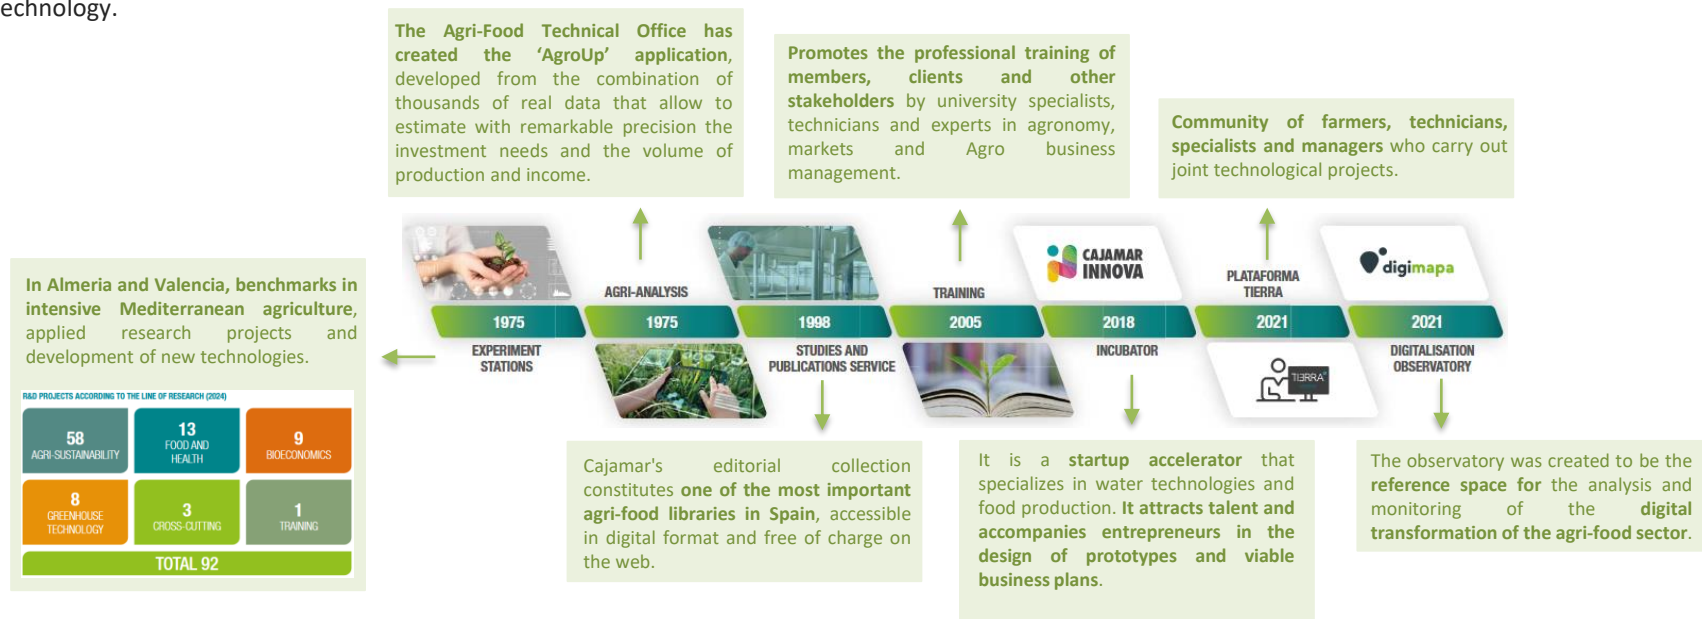 echnology.
The Agri-Food Technical Office has
created the ‘AgroUp’ application,
developed from the combination of
thousands of real data that allow to
estimate with remarkable precision the
investment needs and the volume of
production and income.
Promotes the professional training of
members, clients and other
stakeholders by university specialists,
technicians and experts in agronomy,
markets and Agro business
management.
Community of farmers, technicians,
specialists and managers who carry out
joint technological projects.
In Almeria and Valencia, benchmarks in
intensive Mediterranean agriculture,
applied research projects and
development of new technologies.
R&D PROJECTS ACCORDING TO THE LINE OF RESEARCH (2024)
58
AGRI-SUSTAINABILITY
13
FOOD AND
HEALTH
9
BIOECONOMICS
8
GREENHOUSE
TECHNOLOGY
3
CROSS-CUTTING
1
TRAINING
TOTAL 92
1975
EXPERIMENT
STATIONS
AGRI-ANALYSIS
1975
1998
STUDIES AND
PUBLICATIONS SERVICE
TRAINING
2005
CAJAMAR
INNOVA
2018
INCUBATOR
PLATAFORMA
TIERRA
2021
TIERRA
digimapa
2021
DIGITALISATION
OBSERVATORY
Cajamar's editorial collection
constitutes one of the most important
agri-food libraries in Spain, accessible
in digital format and free of charge on
the web.
It is a startup accelerator that
specializes in water technologies and
food production. It attracts talent and
accompanies entrepreneurs in the
design of prototypes and viable
business plans.
The observatory was created to be the
reference space for the analysis and
monitoring of the digital
transformation of the agri-food sector.